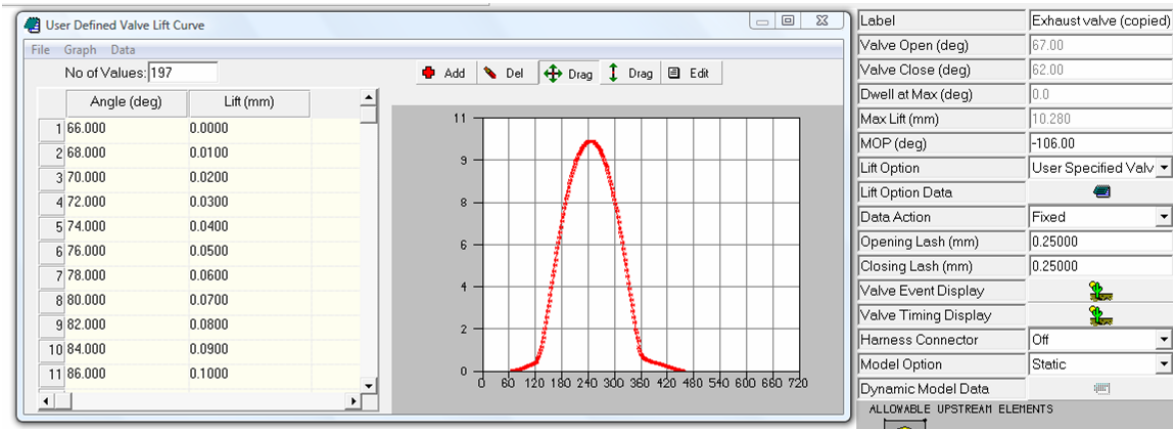 User Defined Valve Lift Curve
File Graph Data
No of Values: 197
Add Del Drag Drag Edit
Angle (deg) Lift (mm)
1 66.000 0.0000
2 68.000 0.0100
3 70.000 0.0200
4 72.000 0.0300
5 74.000 0.0400
6 76.000 0.0500
7 78.000 0.0600
8 80.000 0.0700
9 82.000 0.0800
10 84.000 0.0900
11 86.000 0.1000
11
9
8
6
4
2
0
0 60 120 180 240 300 360 420 480 540 600 660 720
Label Exhaust valve (copied)
Valve Open (deg) 67.00
Valve Close (deg) 62.00
Dwell at Max (deg) 0.0
Max Lift (mm) 10.280
MOP (deg) -106.00
Lift Option User Specified Valv
Lift Option Data
Data Action Fixed
Opening Lash (mm) 0.25000
Closing Lash (mm) 0.25000
Valve Event Display
Valve Timing Display
Harness Connector Off
Model Option Static
Dynamic Model Data
ALLOWABLE UPSTREAM ELEMENTS